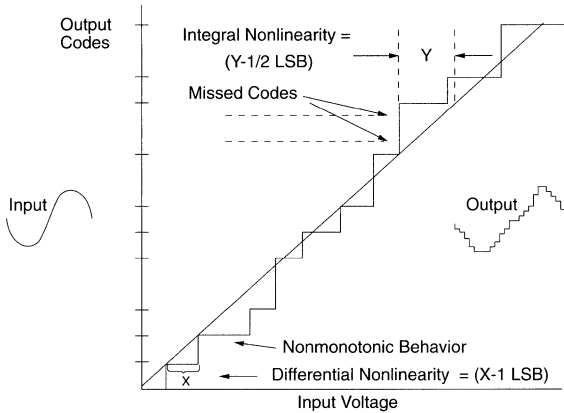 Output
Codes
Integral Nonlinearity =
(Y-1/2 LSB)
Y
Missed Codes
Input
Output
Nonmonotonic Behavior
X
Differential Nonlinearity = (X-1 LSB)
Input Voltage